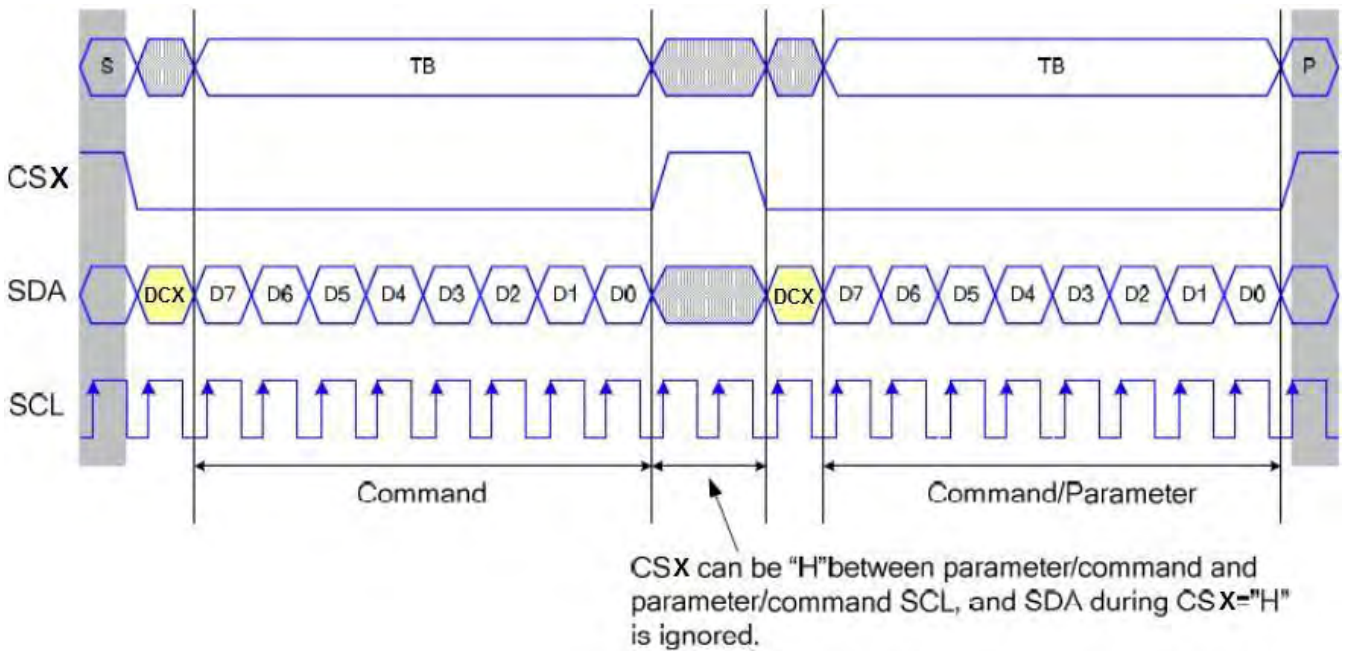 S TB TB P
CSX
SDA DCX D7 D6 D5 D4 D3 D2 D1 D0 DCX D7 D6 D5 D4 D3 D2 D1 D0
SCL
Command Command/Parameter
CSX can be “H”between parameter/command and
parameter/command SCL, and SDA during CSX="H"
is ignored.